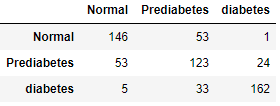 Normal Prediabetes diabetes
Normal 146 53 1
Prediabetes 53 123 24
diabetes 5 33 162